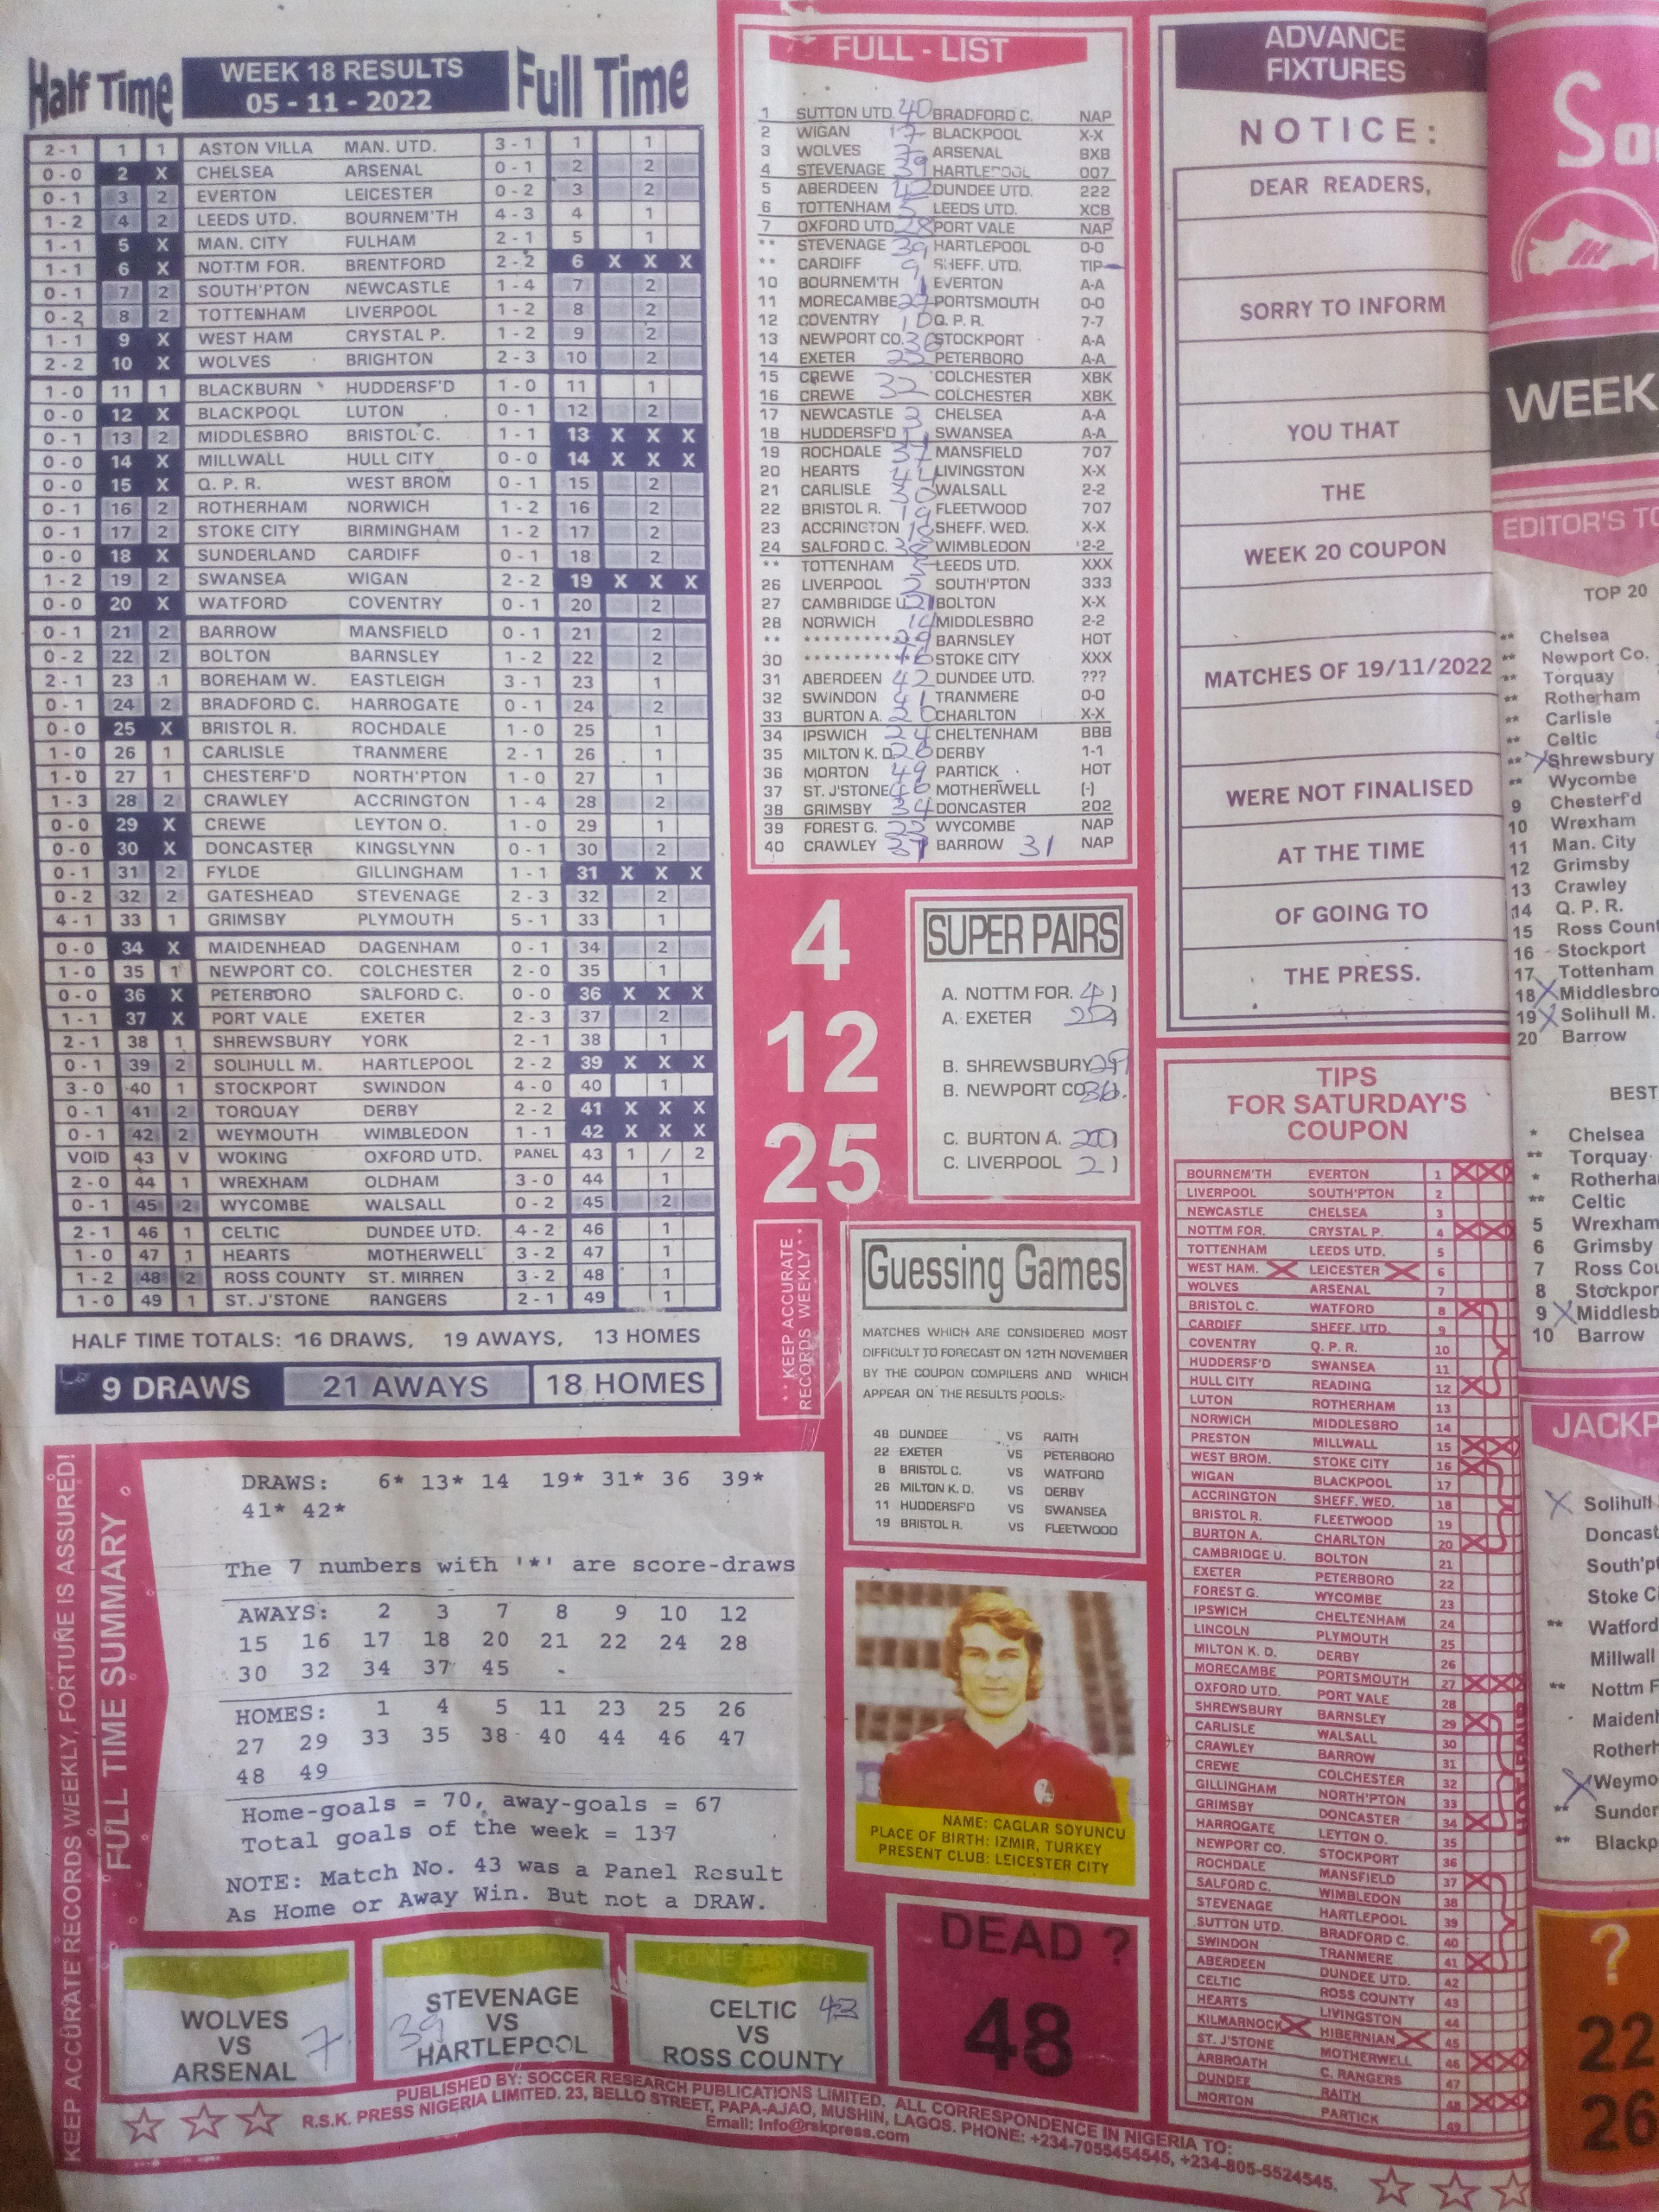 Half Time
WEEK 18 RESULTS
05 - 11 - 2022
Full Time
2-1 1 1 ASTON VILLA MAN. UTD. 3-1 1 1
0-0 2 X CHELSEA ARSENAL 0-1 2 2
0-1 3 2 EVERTON LEICESTER 0-2 3 2
1-2 4 2 LEEDS UTD. BOURNEM'TH 4-3 4 1
1-1 5 X MAN. CITY FULHAM 2-1 5 1
1-1 6 X NOTTM FOR. BRENTFORD 2-2 6 X X X
0-1 7 2 SOUTH'PTON NEWCASTLE 1-4 7 2
0-2 8 2 TOTTENHAM LIVERPOOL 1-2 8 2
1-1 9 X WEST HAM CRYSTAL P. 1-2 9 2
2-2 10 X WOLVES BRIGHTON 2-3 10 2
1-0 11 1 BLACKBURN HUDDERSF'D 1-0 11 1
0-0 12 X BLACKPOOL LUTON 0-1 12 2
0-1 13 2 MIDDLESBRO BRISTOL C. 1-1 13 X X X
0-0 14 X MILLWALL HULL CITY 0-0 14 X X X
0-0 15 X Q. P. R. WEST BROM 0-1 15 2
0-1 16 2 ROTHERHAM NORWICH 1-2 16 2
0-1 17 2 STOKE CITY BIRMINGHAM 1-2 17 2
0-0 18 X SUNDERLAND CARDIFF 0-1 18 2
1-2 19 2 SWANSEA WIGAN 2-2 19 X X X
0-0 20 X WATFORD COVENTRY 0-1 20 2
0-1 21 2 BARROW MANSFIELD 0-1 21 2
0-2 22 2 BOLTON BARNSLEY 1-2 22 2
2-1 23 1 BOREHAM W. EASTLEIGH 3-1 23 1
0-1 24 2 BRADFORD C. HARROGATE 0-1 24 2
0-0 25 X BRISTOL R. ROCHDALE 1-0 25 1
1-0 26 1 CARLISLE TRANMERE 2-1 26 1
1-0 27 1 CHESTERF'D NORTH'PTON 1-0 27 1
1-3 28 2 CRAWLEY ACCRINGTON 1-4 28 2
0-0 29 X CREWE LEYTON O. 1-0 29 1
0-0 30 X DONCASTER KINGSLYNN 0-1 30 2
0-1 31 2 FYLDE GILLINGHAM 1-1 31 X X X
0-2 32 2 GATESHEAD STEVENAGE 2-3 32 2
4-1 33 1 GRIMSBY PLYMOUTH 5-1 33 1
0-0 34 X MAIDENHEAD DAGENHAM 0-1 34 2
1-0 35 1 NEWPORT CO. COLCHESTER 2-0 35 1
0-0 36 X PETERBORO SALFORD C. 0-0 36 X X X
1-1 37 X PORT VALE EXETER 2-3 37 2
2-1 38 1 SHREWSBURY YORK 2-1 38 1
0-1 39 2 SOLIHULL M. HARTLEPOOL 2-2 39 X X X
3-0 40 1 STOCKPORT SWINDON 4-0 40 1
0-1 41 2 TORQUAY DERBY 2-2 41 X X X
0-1 42 2 WEYMOUTH WIMBLEDON 1-1 42 X X X
VOID 43 V WOKING OXFORD UTD. PANEL 43 1 / 2
2-0 44 1 WREXHAM OLDHAM 3-0 44 1
0-1 45 2 WYCOMBE WALSALL 0-2 45 2
2-1 46 1 CELTIC DUNDEE UTD. 4-2 46 1
1-0 47 1 HEARTS MOTHERWELL 3-2 47 1
1-2 48 2 ROSS COUNTY ST. MIRREN 3-2 48 1
1-0 49 1 ST. J'STONE RANGERS 2-1 49 1
HALF TIME TOTALS: 16 DRAWS, 19 AWAYS, 13 HOMES
9 DRAWS 21 AWAYS 18 HOMES
KEEP ACCURATE RECORDS WEEKLY, FORTUNE IS ASSURED!
FULL TIME SUMMARY
DRAWS: 6* 13* 14 19* 31* 36 39*
41* 42*
The 7 numbers with '*' are score-draws
AWAYS: 2 3 7 8 9 10 12
15 16 17 18 20 21 22 24 28
30 32 34 37 45
HOMES: 1 4 5 11 23 25 26
27 29 33 35 38 40 44 46 47
48 49
Home-goals = 70, away-goals = 67
Total goals of the week = 137
NOTE: Match No. 43 was a Panel Result
As Home or Away Win. But not a DRAW.
WOLVES
VS
ARSENAL 7
CAN NOT DRAW
STEVENAGE
VS
HARTLEPOOL 39
HOME BANKER
CELTIC 43
VS
ROSS COUNTY
FULL - LIST
1 SUTTON UTD. 40 BRADFORD C. NAP
2 WIGAN 17 BLACKPOOL X-X
3 WOLVES 7 ARSENAL BXB
4 STEVENAGE 39 HARTLEPOOL 007
5 ABERDEEN 42 DUNDEE UTD. 222
6 TOTTENHAM 5 LEEDS UTD. XCB
7 OXFORD UTD. 28 PORT VALE NAP
** STEVENAGE 39 HARTLEPOOL 0-0
** CARDIFF 9 SHEFF. UTD. TIP
10 BOURNEM'TH 1 EVERTON A-A
11 MORECAMBE 27 PORTSMOUTH 0-0
12 COVENTRY 10 Q. P. R. 7-7
13 NEWPORT CO. 36 STOCKPORT A-A
14 EXETER 22 PETERBORO A-A
15 CREWE 32 COLCHESTER XBK
16 CREWE COLCHESTER XBK
17 NEWCASTLE 3 CHELSEA A-A
18 HUDDERSF'D 11 SWANSEA A-A
19 ROCHDALE 37 MANSFIELD 707
20 HEARTS 44 LIVINGSTON X-X
21 CARLISLE 30 WALSALL 2-2
22 BRISTOL R. 19 FLEETWOOD 707
23 ACCRINGTON 18 SHEFF. WED. X-X
24 SALFORD C. 38 WIMBLEDON 2-2
** TOTTENHAM 5 LEEDS UTD. XXX
26 LIVERPOOL 2 SOUTH'PTON 333
27 CAMBRIDGE U. 21 BOLTON X-X
28 NORWICH 14 MIDDLESBRO 2-2
** ********** 29 BARNSLEY HOT
30 ********** 16 STOKE CITY XXX
31 ABERDEEN 42 DUNDEE UTD. ???
32 SWINDON 41 TRANMERE 0-0
33 BURTON A. 20 CHARLTON X-X
34 IPSWICH 24 CHELTENHAM BBB
35 MILTON K. D. 26 DERBY 1-1
36 MORTON 49 PARTICK HOT
37 ST. J'STONE 46 MOTHERWELL (-)
38 GRIMSBY 34 DONCASTER 202
39 FOREST G. 23 WYCOMBE NAP
40 CRAWLEY BARROW 31 NAP
4
12
25
SUPER PAIRS
A. NOTTM FOR. 4 )
A. EXETER 22 )
B. SHREWSBURY 29
B. NEWPORT CO 36 .
C. BURTON A. 20 )
C. LIVERPOOL 2 )
** KEEP ACCURATE
RECORDS WEEKLY **
Guessing Games
MATCHES WHICH ARE CONSIDERED MOST
DIFFICULT TO FORECAST ON 12TH NOVEMBER
BY THE COUPON COMPILERS AND WHICH
APPEAR ON THE RESULTS POOLS:-
48 DUNDEE VS RAITH
22 EXETER VS PETERBORO
8 BRISTOL C. VS WATFORD
26 MILTON K. D. VS DERBY
11 HUDDERSF'D VS SWANSEA
19 BRISTOL R. VS FLEETWOOD
NAME: CAGLAR SOYUNCU
PLACE OF BIRTH: IZMIR, TURKEY
PRESENT CLUB: LEICESTER CITY
DEAD ?
48
ADVANCE
FIXTURES
NOTICE:
DEAR READERS,
SORRY TO INFORM
YOU THAT
THE
WEEK 20 COUPON
MATCHES OF 19/11/2022
WERE NOT FINALISED
AT THE TIME
OF GOING TO
THE PRESS.
TIPS
FOR SATURDAY'S
COUPON
BOURNEM'TH EVERTON 1
LIVERPOOL SOUTH'PTON 2
NEWCASTLE CHELSEA 3
NOTTM FOR. CRYSTAL P. 4
TOTTENHAM LEEDS UTD. 5
WEST HAM. LEICESTER 6
WOLVES ARSENAL 7
BRISTOL C. WATFORD 8
CARDIFF SHEFF. UTD. 9
COVENTRY Q. P. R. 10
HUDDERSF'D SWANSEA 11
HULL CITY READING 12
LUTON ROTHERHAM 13
NORWICH MIDDLESBRO 14
PRESTON MILLWALL 15
WEST BROM. STOKE CITY 16
WIGAN BLACKPOOL 17
ACCRINGTON SHEFF. WED. 18
BRISTOL R. FLEETWOOD 19
BURTON A. CHARLTON 20
CAMBRIDGE U. BOLTON 21
EXETER PETERBORO 22
FOREST G. WYCOMBE 23
IPSWICH CHELTENHAM 24
LINCOLN PLYMOUTH 25
MILTON K. D. DERBY 26
MORECAMBE PORTSMOUTH 27
OXFORD UTD. PORT VALE 28
SHREWSBURY BARNSLEY 29
CARLISLE WALSALL 30
CRAWLEY BARROW 31
CREWE COLCHESTER 32
GILLINGHAM NORTH'PTON 33
GRIMSBY DONCASTER 34
HARROGATE LEYTON O. 35
NEWPORT CO. STOCKPORT 36
ROCHDALE MANSFIELD 37
SALFORD C. WIMBLEDON 38
STEVENAGE HARTLEPOOL 39
SUTTON UTD. BRADFORD C. 40
SWINDON TRANMERE 41
ABERDEEN DUNDEE UTD. 42
CELTIC ROSS COUNTY 43
HEARTS LIVINGSTON 44
KILMARNOCK HIBERNIAN 45
ST. J'STONE MOTHERWELL 46
ARBROATH C. RANGERS 47
DUNDEE RAITH 48
MORTON PARTICK 49
PUBLISHED BY: SOCCER RESEARCH PUBLICATIONS LIMITED. ALL CORRESPONDENCE IN NIGERIA TO:
R.S.K. PRESS NIGERIA LIMITED. 23, BELLO STREET, PAPA-AJAO, MUSHIN, LAGOS. PHONE: +234-7055454545, +234-805-5524545.
Email: Info@rskpress.com
WEEK
EDITOR'S
TOP 20
** Chelsea
** Newport Co.
** Torquay
** Rotherham
** Carlisle
** Celtic
** Shrewsbury
** Wycombe
9 Chesterf'd
10 Wrexham
11 Man. City
12 Grimsby
13 Crawley
14 Q. P. R.
15 Ross Count
16 Stockport
17 Tottenham
18 Middlesbro
19 Solihull M.
20 Barrow
BEST
* Chelsea
** Torquay
* Rotherha
** Celtic
5 Wrexham
6 Grimsby
7 Ross Cou
8 Stockpor
9 Middlesb
10 Barrow
JACKP
Solihull
Doncast
South'pt
Stoke Ci
** Watford
Millwall
** Nottm F
Maidenh
Rotherh
Weymo
** Sunder
** Blackp
?
22
26